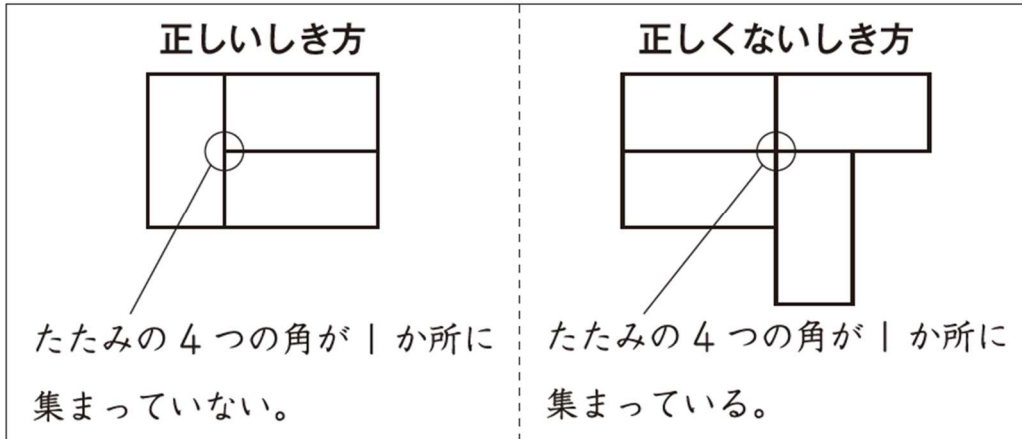 正しいしき方
たたみの4つの角が1か所に
集まっていない。
正しくないしき方
たたみの4つの角が1か所に
集まっている。